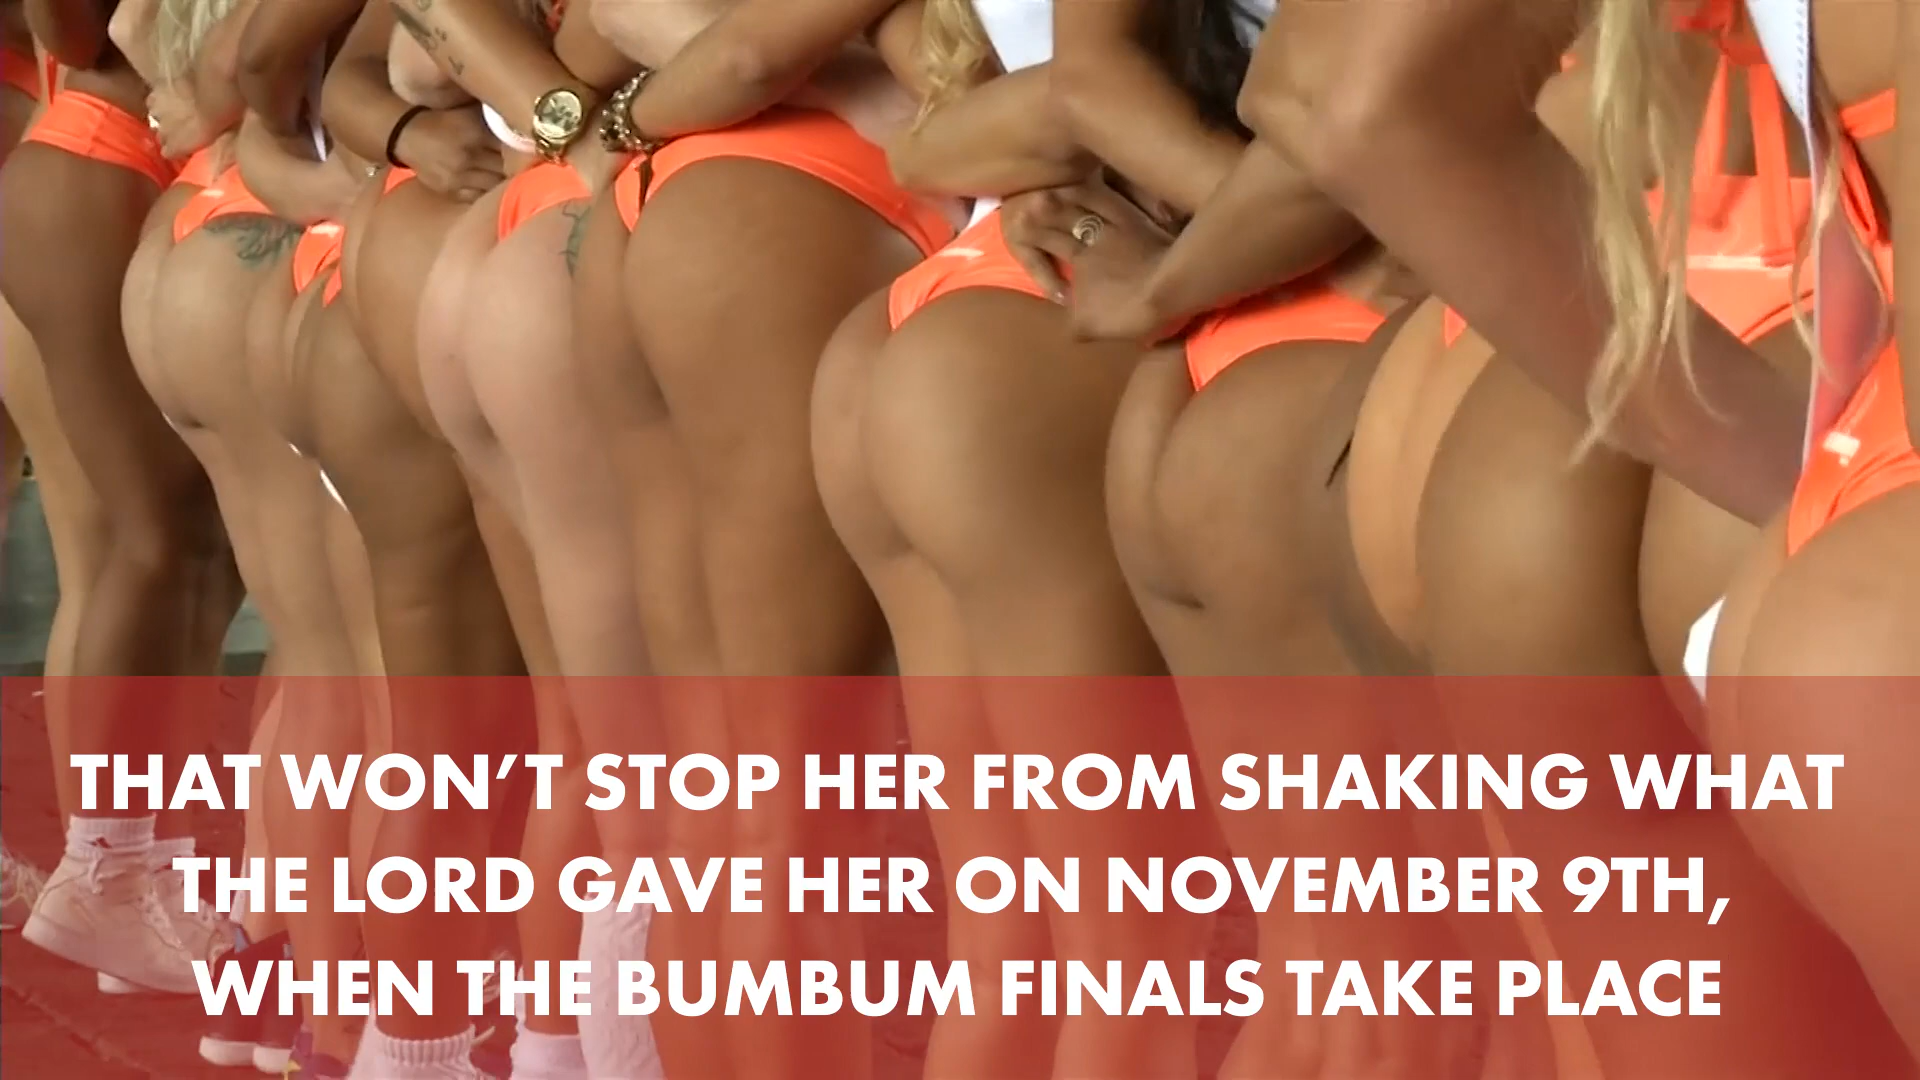 THAT WON’T STOP HER FROM SHAKING WHAT
THE LORD GAVE HER ON NOVEMBER 9TH,
WHEN THE BUMBUM FINALS TAKE PLACE